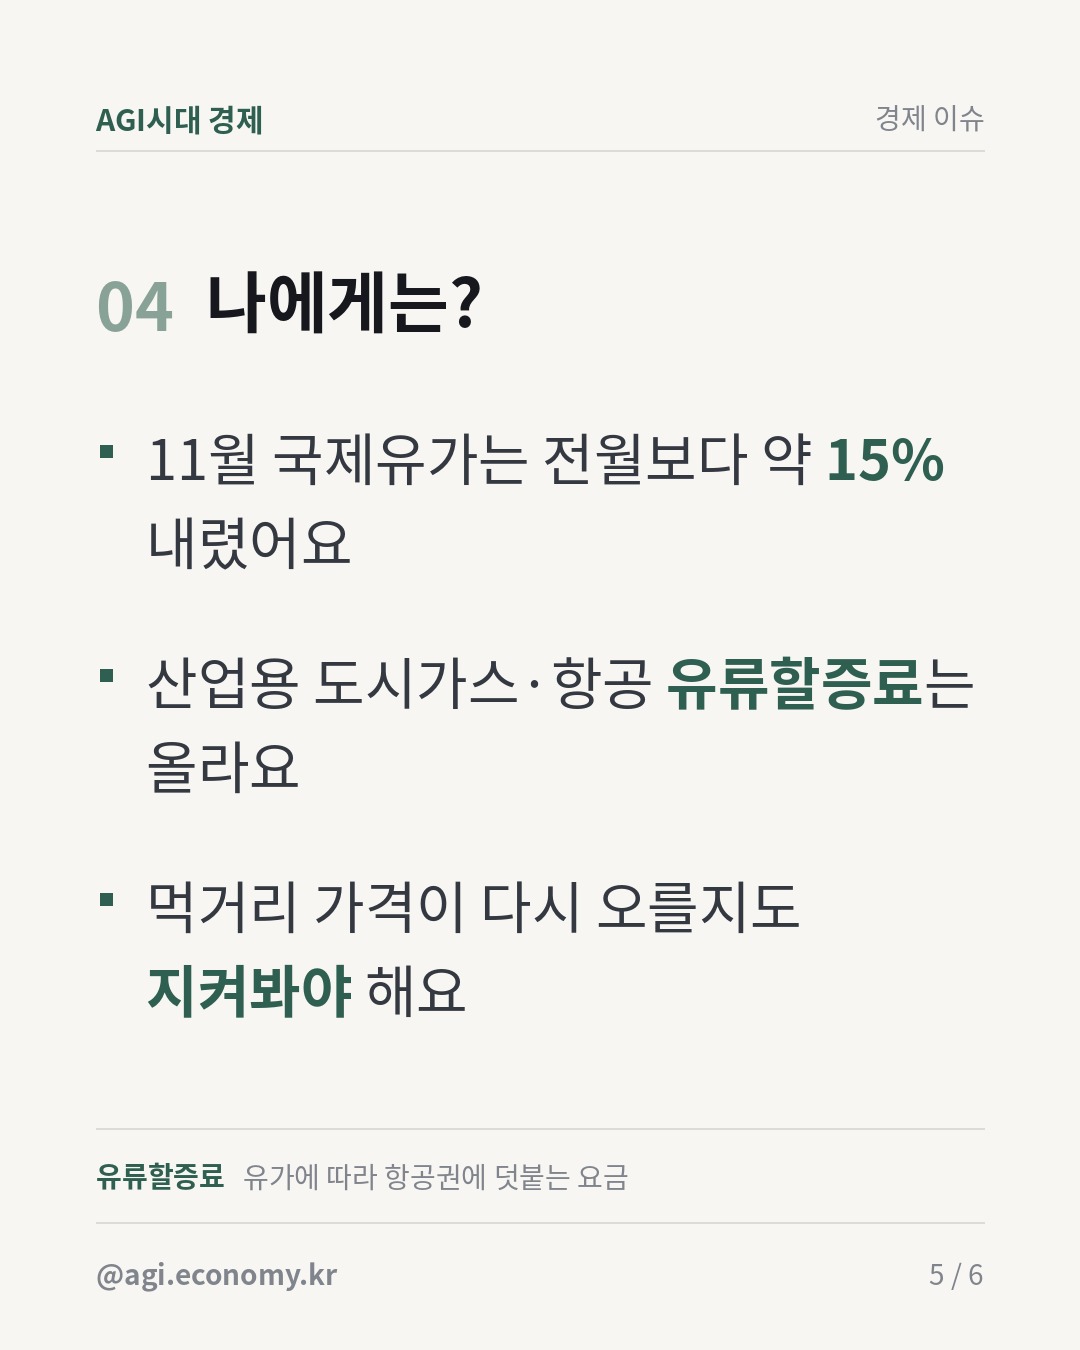 AGI시대 경제
경제 이슈
04 나에게는?
▪ 11월 국제유가는 전월보다 약 15%
내렸어요
▪ 산업용 도시가스·항공 유류할증료는
올라요
▪ 먹거리 가격이 다시 오를지도
지켜봐야 해요
유류할증료 유가에 따라 항공권에 덧붙는 요금
@agi.economy.kr
5 / 6